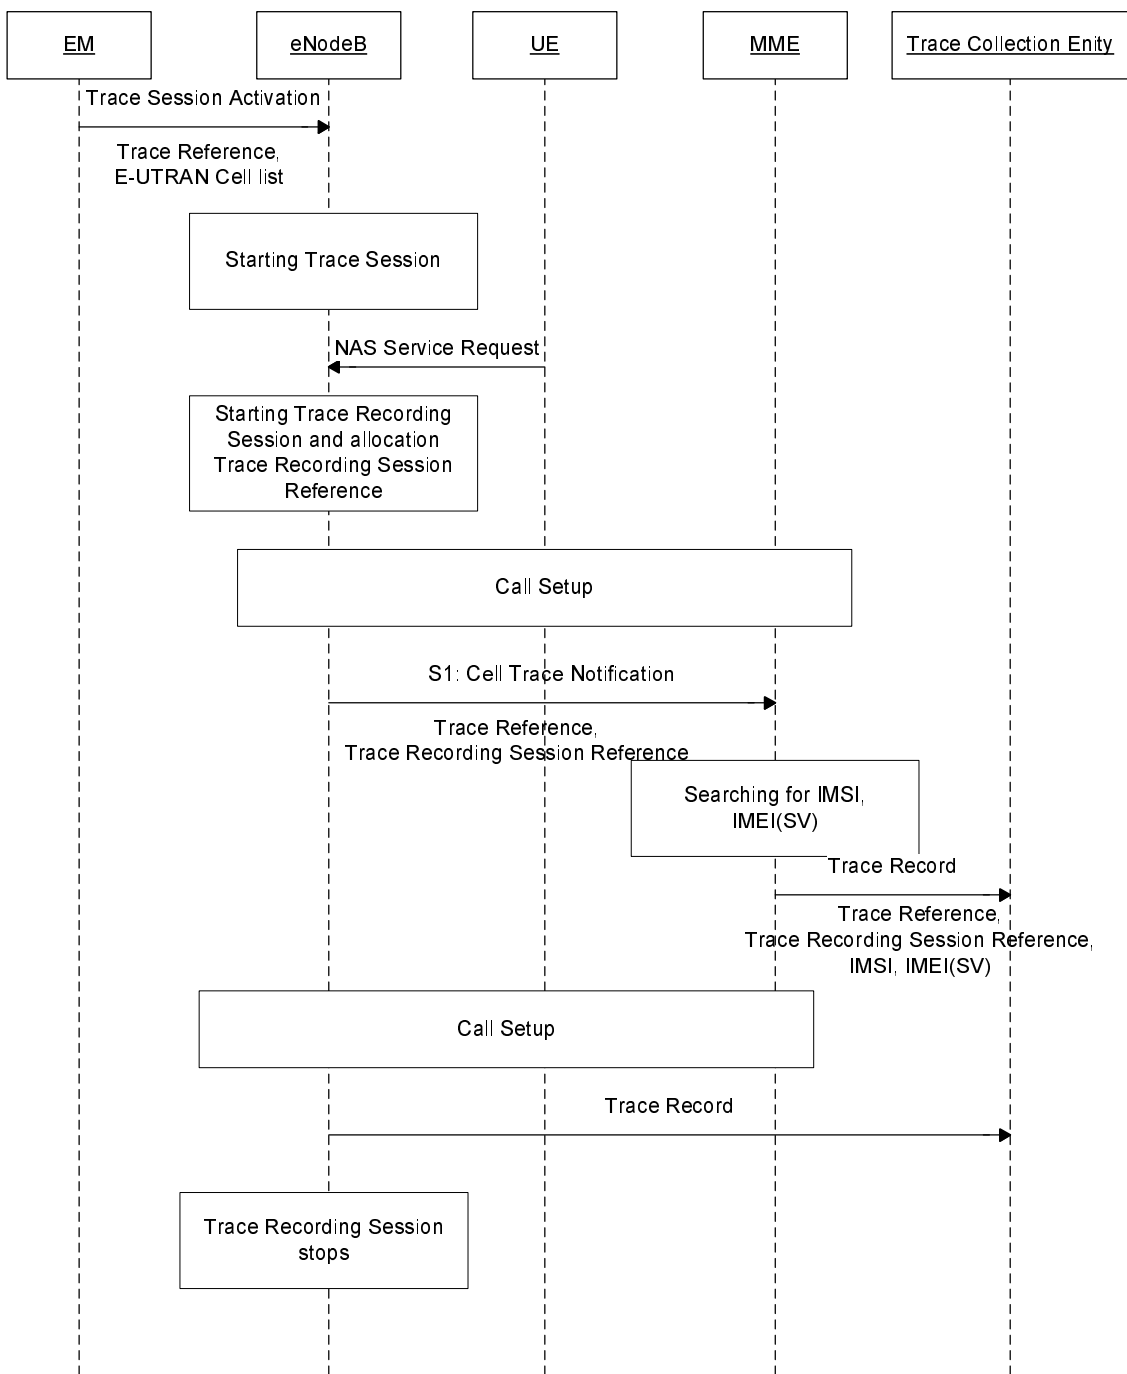 EM
eNodeB
UE
MME
Trace Collection Enity
Trace Session Activation
Trace Reference,
E-UTRAN Cell list
Starting Trace Session
NAS Service Request
Starting Trace Recording
Session and allocation
Trace Recording Session
Reference
Call Setup
S1: Cell Trace Notification
Trace Reference,
Trace Recording Session Reference
Searching for IMSI,
IMEI(SV)
Trace Record
Trace Reference,
Trace Recording Session Reference,
IMSI, IMEI(SV)
Call Setup
Trace Record
Trace Recording Session
stops